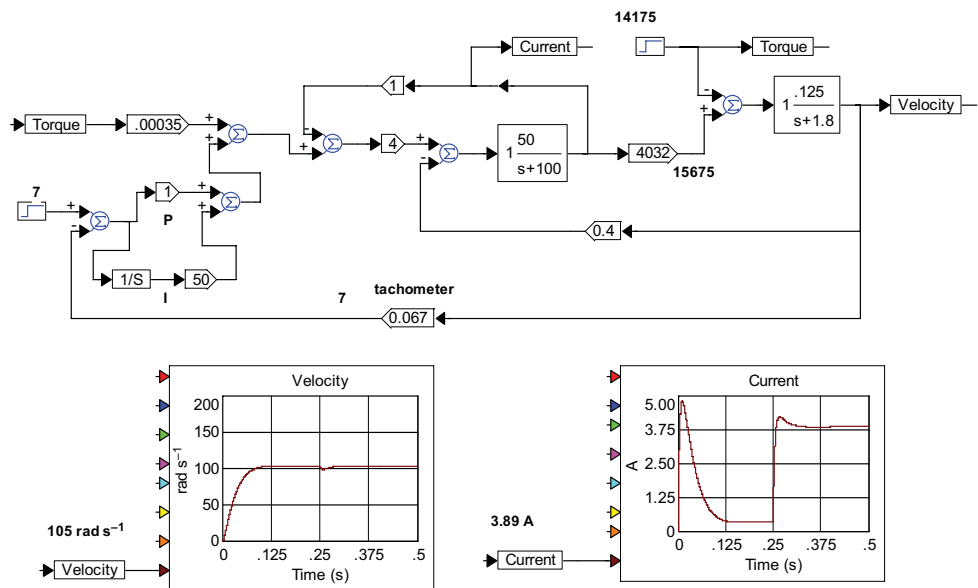 14175
Current
Torque
1
.125
1
s+1.8
Velocity
Torque
.00035
Σ
Σ
4
Σ
50
1
s+100
4032
15675
Σ
7
Σ
1
P
Σ
0.4
1/S
I
50
7
tachometer
0.067
- + - +
Velocity
200
150
100
50
0
rad s⁻¹
0 .125 .25 .375 .5
Time (s)
105 rad s⁻¹
Velocity
Current
5.00
3.75
2.50
1.25
0
A
0 .125 .25 .375 .5
Time (s)
3.89 A
Current